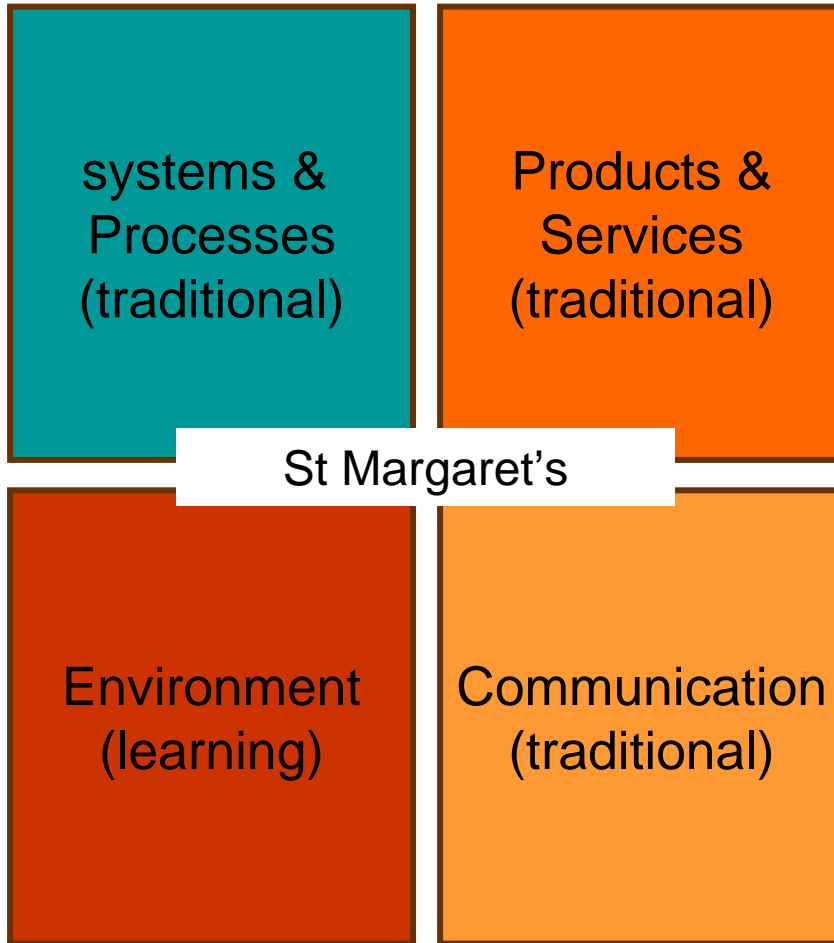 systems &
Processes
(traditional)
Products &
Services
(traditional)
St Margaret’s
Environment
(learning)
Communication
(traditional)